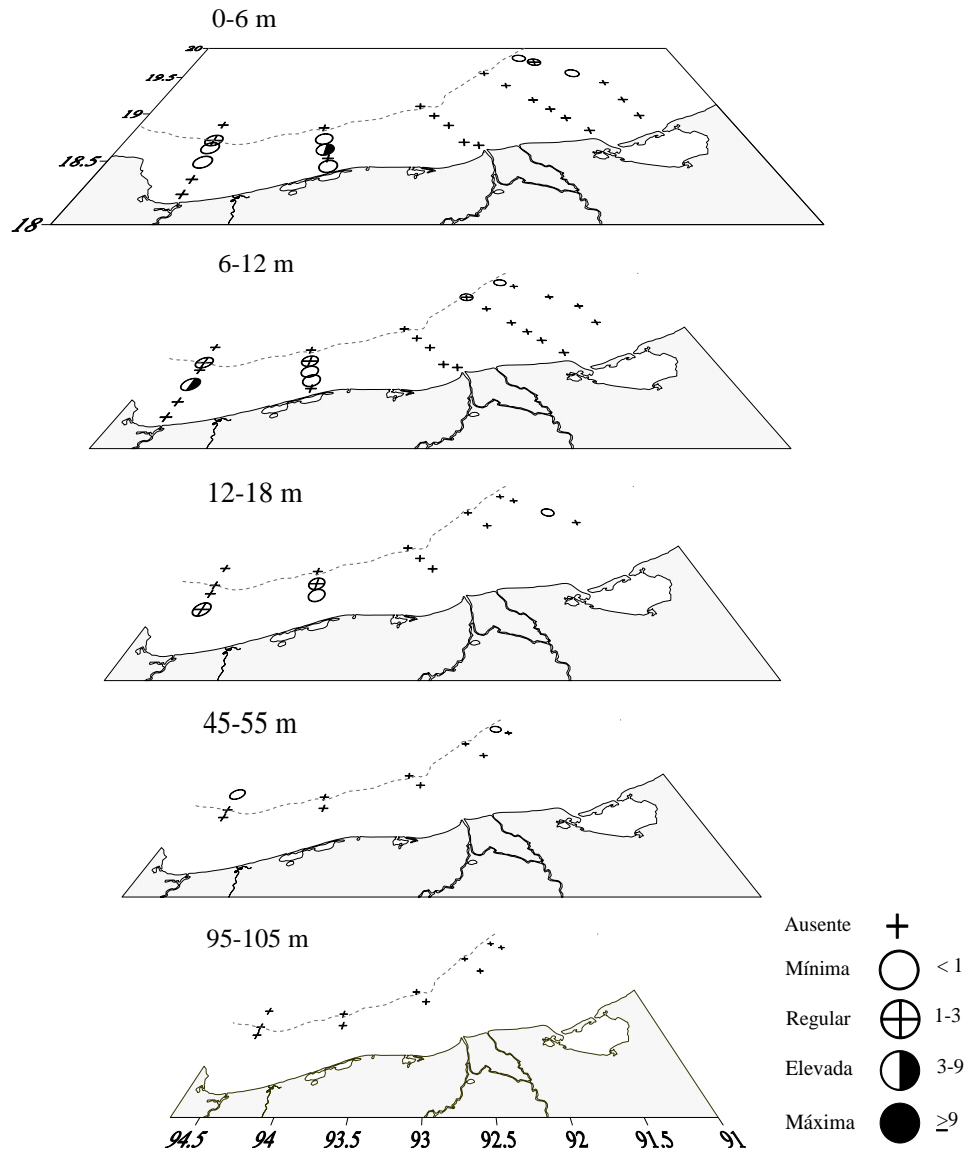 0-6 m
20
19.5
19
18.5
18
6-12 m
12-18 m
45-55 m
95-105 m
Ausente
Mínima < 1
Regular 1-3
Elevada 3-9
Máxima ≥9
94.5 94 93.5 93 92.5 92 91.5 91